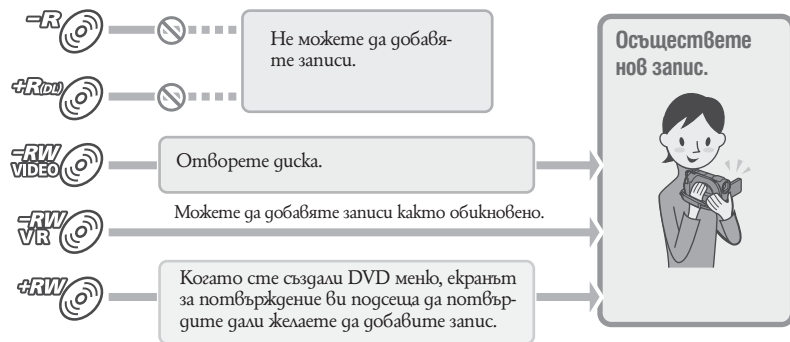 -R
Не можете да добавя-
те записи.
+R(DL)
-RW
VIDEO
Отворете диска.
-RW
VR
Можете да добавяте записи както обикновено.
+RW
Когато сте създали DVD меню, екранът
за потвърждение ви подсеща да потвър-
дите дали желаете да добавите запис.
Осъществете
нов запис.